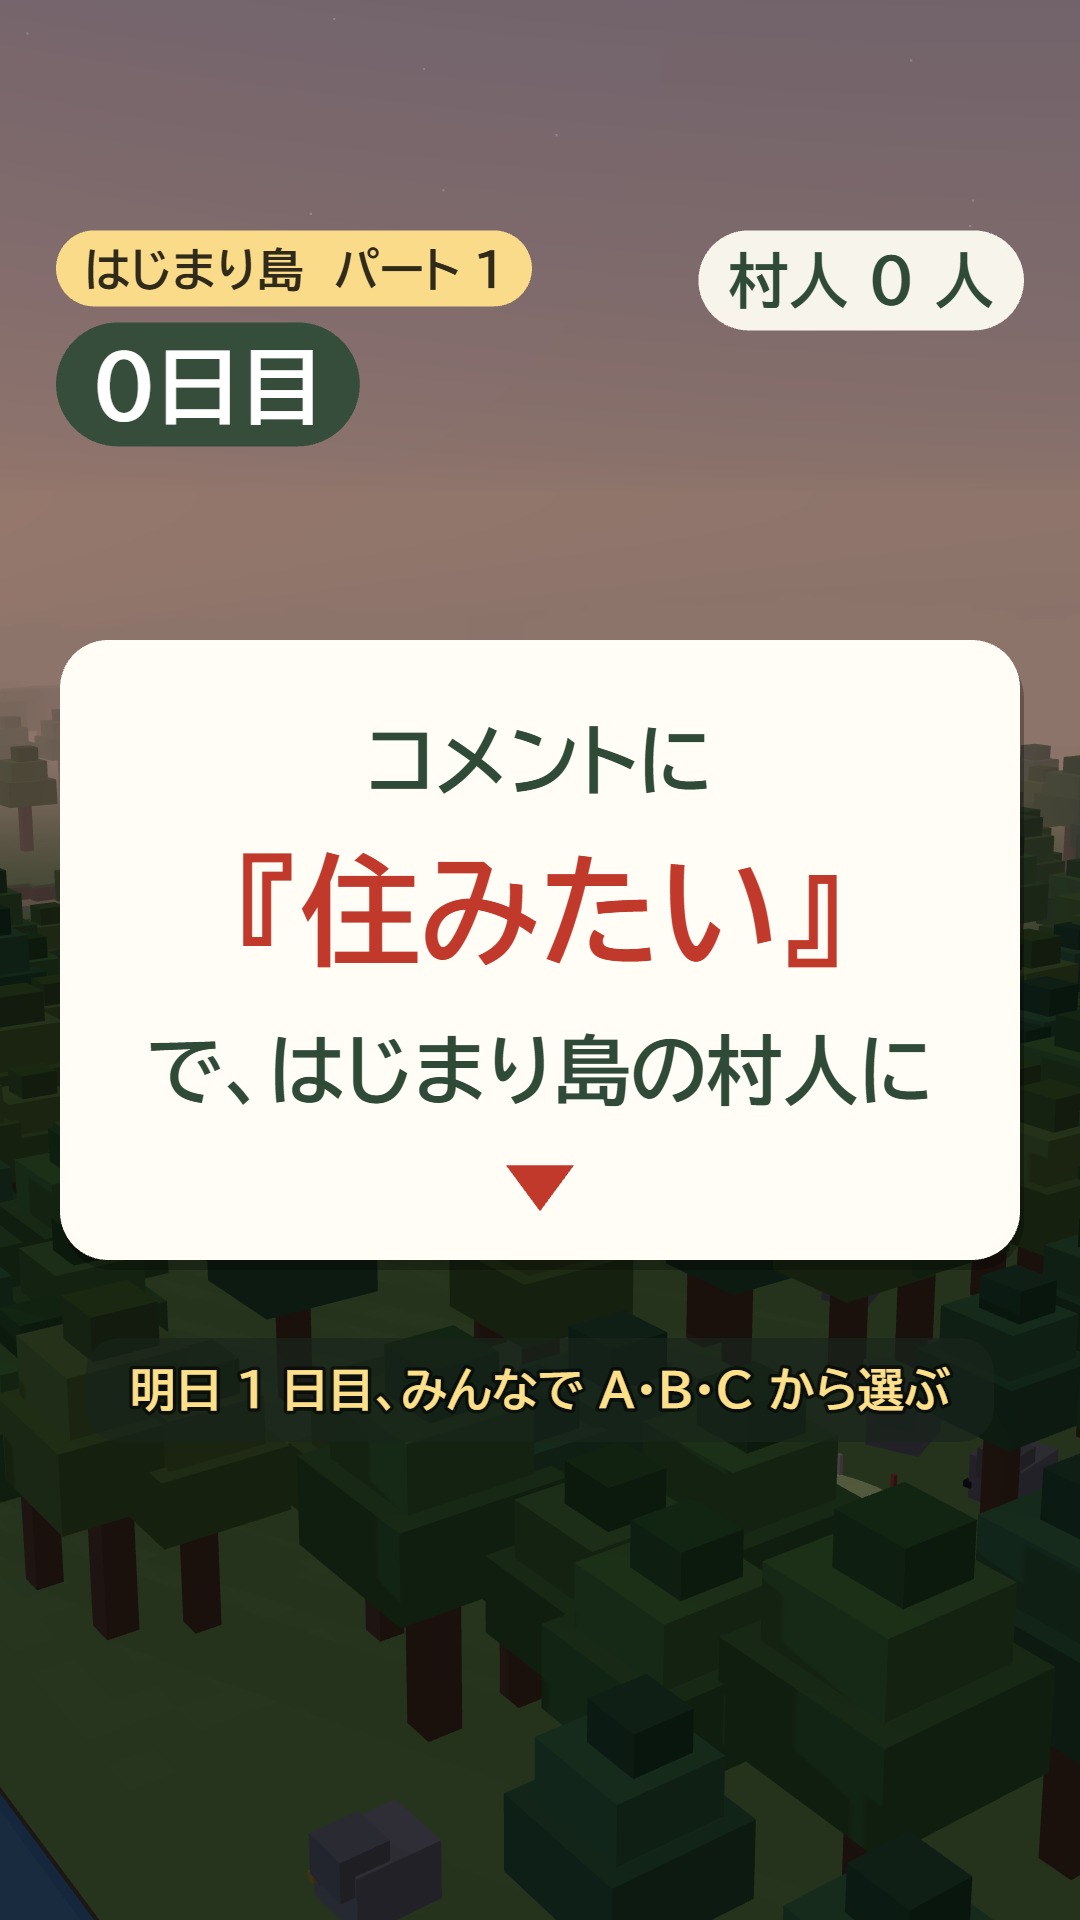 はじまり島 パート 1
村人 0 人
0日目
コメントに
『住みたい』
で、はじまり島の村人に
明日 1 日目、みんなで A・B・C から選ぶ